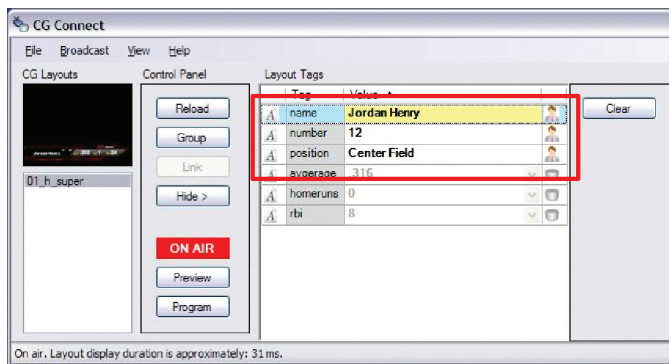 CG Connect
File Broadcast View Help
CG Layouts Control Panel Layout Tags
Tag Value
Reload
Group
Link
Hide >
ON AIR
Preview
Program
01_h_super
A name Jordan Henry
A number 12
A position Center Field
A avgerage .316
A homeruns 0
A rbi 8
Clear
On air. Layout display duration is approximately: 31 ms.